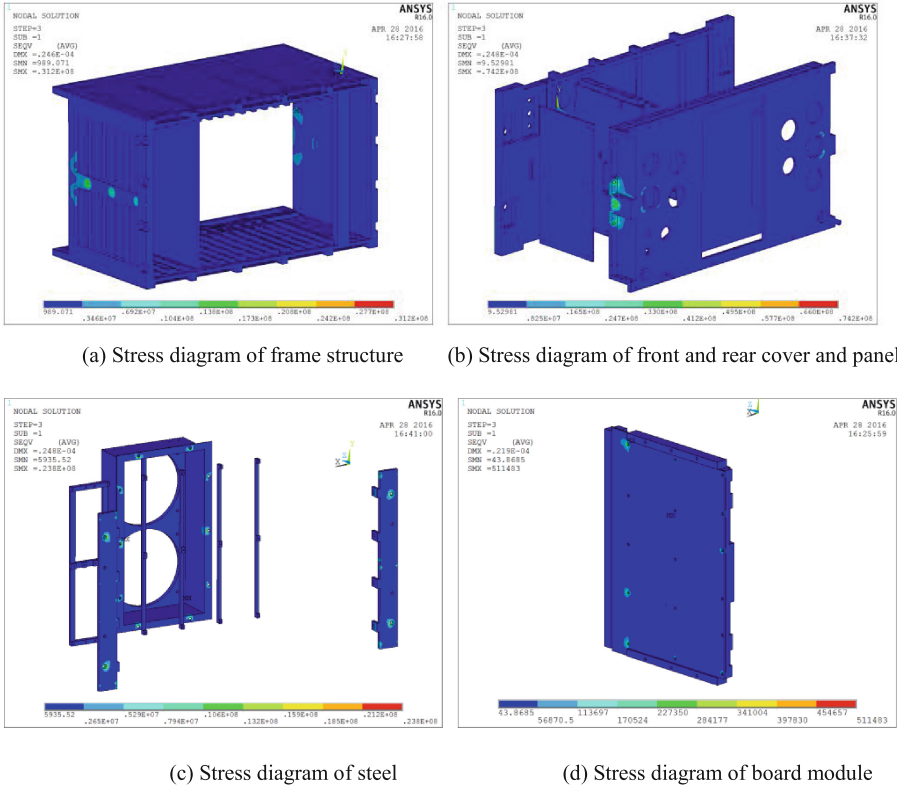 1
NODAL SOLUTION
STEP=3
SUB =1
SEQV (AVG)
DMX =.246E-04
SMN =989.071
SMX =.312E+08
ANSYS
R16.0
APR 28 2016
16:27:58
989.071 .692E+07 .138E+08 .208E+08 .277E+08
.346E+07 .104E+08 .173E+08 .242E+08 .312E+08
(a) Stress diagram of frame structure
1
NODAL SOLUTION
STEP=3
SUB =1
SEQV (AVG)
DMX =.248E-04
SMN =9.52981
SMX =.742E+08
ANSYS
R16.0
APR 28 2016
16:37:32
9.52981 .165E+08 .330E+08 .495E+08 .660E+08
.825E+07 .247E+08 .412E+08 .577E+08 .742E+08
(b) Stress diagram of front and rear cover and panel
1
NODAL SOLUTION
STEP=3
SUB =1
SEQV (AVG)
DMX =.248E-04
SMN =5935.52
SMX =.238E+08
ANSYS
R16.0
APR 28 2016
16:41:00
Y
X
5935.52 .529E+07 .106E+08 .159E+08 .212E+08
.265E+07 .794E+07 .132E+08 .185E+08 .238E+08
(c) Stress diagram of steel
1
NODAL SOLUTION
STEP=3
SUB =1
SEQV (AVG)
DMX =.219E-04
SMN =43.8685
SMX =511483
ANSYS
R16.0
APR 28 2016
16:25:59
X
43.8685 113697 227350 341004 454657
56870.5 170524 284177 397830 511483
(d) Stress diagram of board module